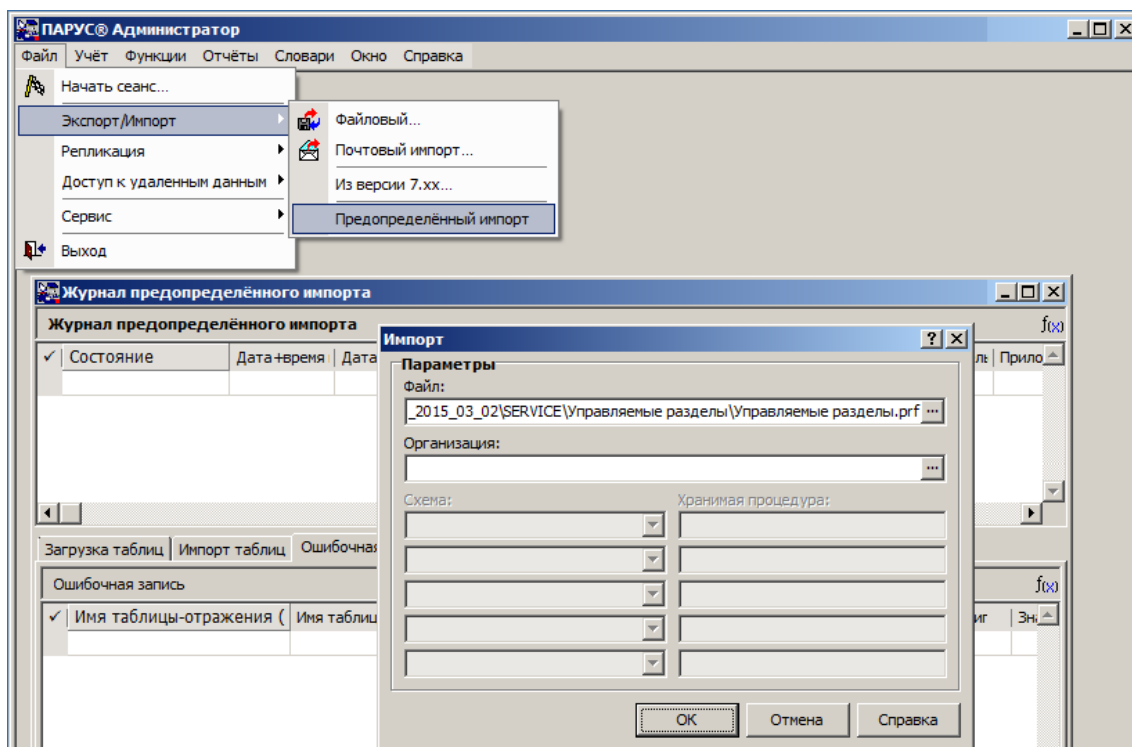 ПАРУС® Администратор
Файл Учёт Функции Отчёты Словари Окно Справка
Начать сеанс...
Экспорт/Импорт
Файловый...
Репликация
Почтовый импорт...
Доступ к удаленным данным
Из версии 7.xx...
Сервис
Предопределённый импорт
Выход
Журнал предопределённого импорта
Журнал предопределённого импорта
f(x)
Состояние Дата+время Дата Прило
Импорт
Параметры
Файл:
_2015_03_02\SERVICE\Управляемые разделы\Управляемые разделы.prf ...
Организация:
...
Схема: Хранимая процедура:
Загрузка таблиц Импорт таблиц Ошибочная
Ошибочная запись f(x)
Имя таблицы-отражения ( Имя таблиц
OK Отмена Справка